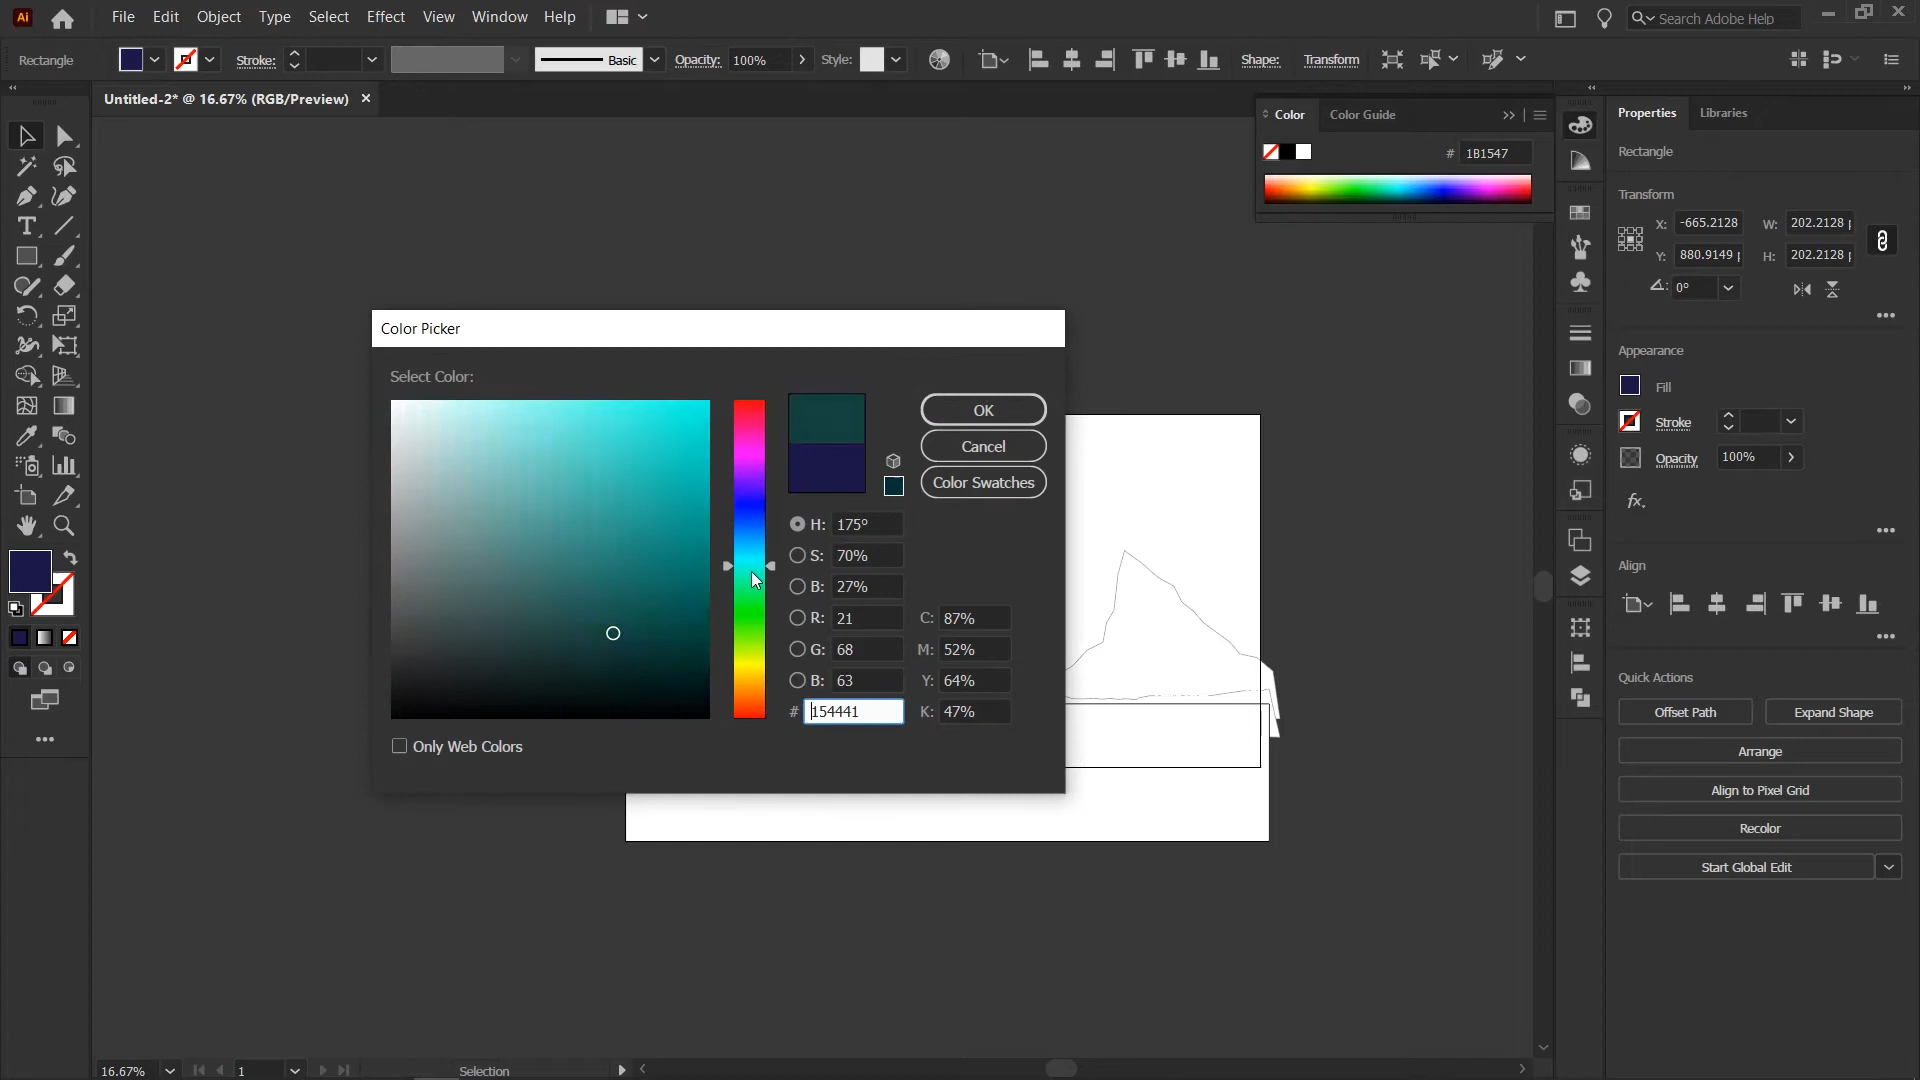 Ai File Edit Object Type Select Effect View Window Help Search Adobe Help
Rectangle Stroke: Basic Opacity: 100% Style: Shape: Transform
Untitled-2* @ 16.67% (RGB/Preview) ×
Color Color Guide
# 1B1547
Properties Libraries
Rectangle
Transform
X: -665.2128 W: 202.2128 p
Y: 880.9149 p H: 202.2128 p
0°
Appearance
Fill
Stroke
Opacity 100%
fx.
Align
Quick Actions
Offset Path Expand Shape
Arrange
Align to Pixel Grid
Recolor
Start Global Edit
Color Picker
Select Color:
OK
Cancel
Color Swatches
H: 175°
S: 70%
B: 27%
R: 21 C: 87%
G: 68 M: 52%
B: 63 Y: 64%
# 154441 K: 47%
Only Web Colors
16.67% 1 Selection